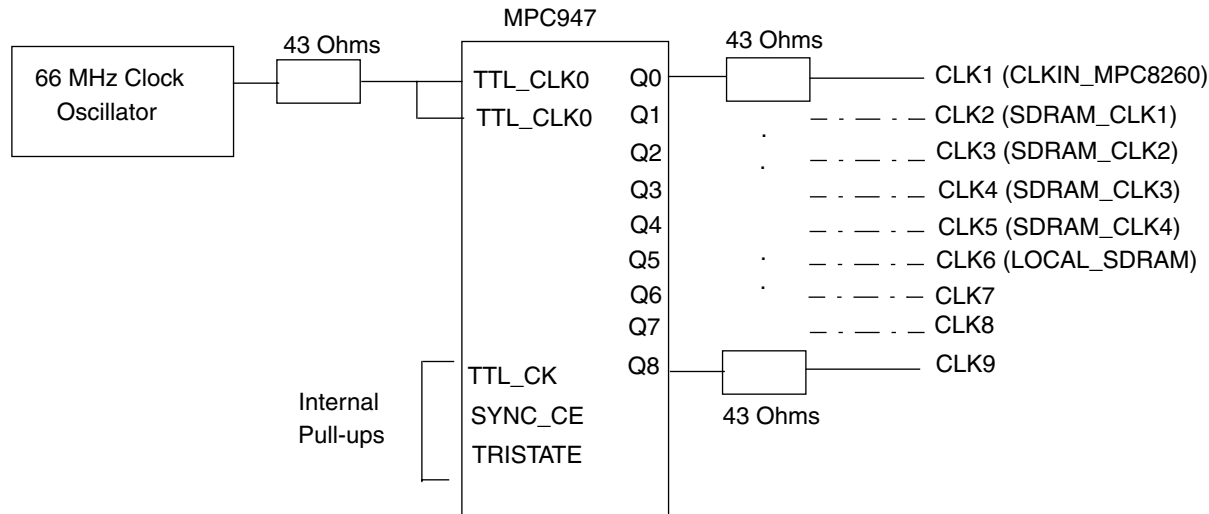 MPC947
43 Ohms
43 Ohms
66 MHz Clock
Oscillator
TTL_CLK0
TTL_CLK0
Q0
Q1
Q2
Q3
Q4
Q5
Q6
Q7
Q8
CLK1 (CLKIN_MPC8260)
CLK2 (SDRAM_CLK1)
CLK3 (SDRAM_CLK2)
CLK4 (SDRAM_CLK3)
CLK5 (SDRAM_CLK4)
CLK6 (LOCAL_SDRAM)
CLK7
CLK8
CLK9
43 Ohms
Internal
Pull-ups
TTL_CK
SYNC_CE
TRISTATE